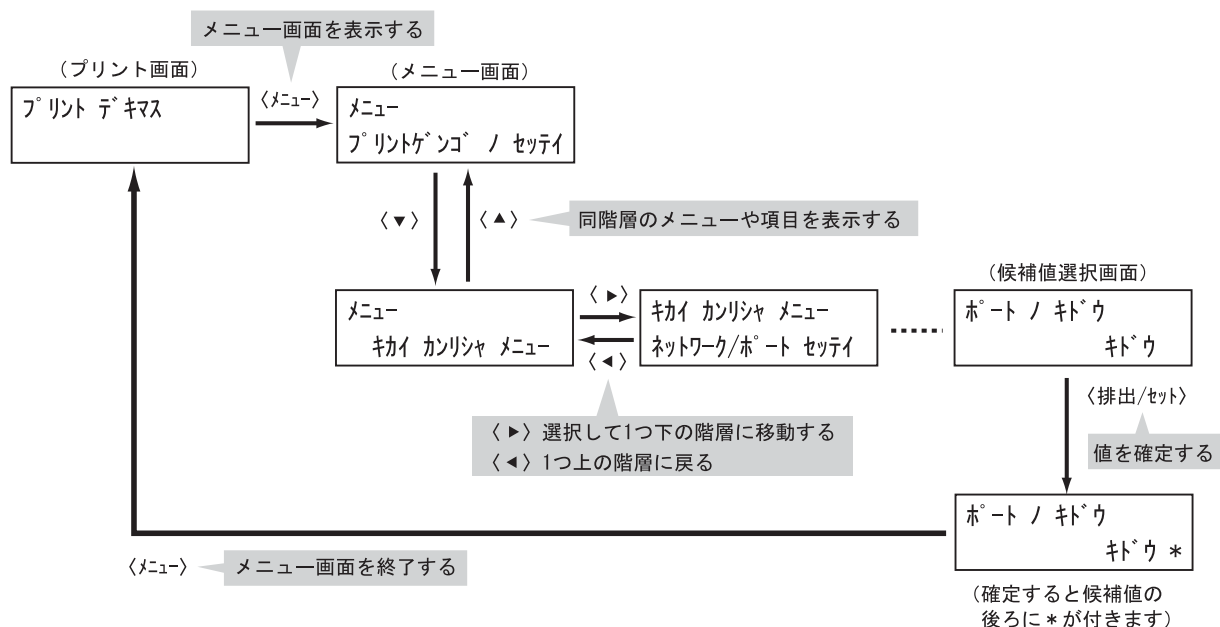 メニュー画面を表示する
（プリント画面）
プリント デキマス
〈メニュー〉
（メニュー画面）
メニュー
プリントゲンゴ ノ セッテイ
〈▼〉
〈▲〉
同階層のメニューや項目を表示する
メニュー
キカイ カンリシャ メニュー
〈▶〉
〈◀〉
キカイ カンリシャ メニュー
ネットワーク/ポート セッテイ
（候補値選択画面）
ポート ノ キドウ
キドウ
〈▶〉選択して1つ下の階層に移動する
〈◀〉1つ上の階層に戻る
〈排出/セット〉
値を確定する
ポート ノ キドウ
キドウ *
（確定すると候補値の
後ろに*が付きます）
〈メニュー〉
メニュー画面を終了する